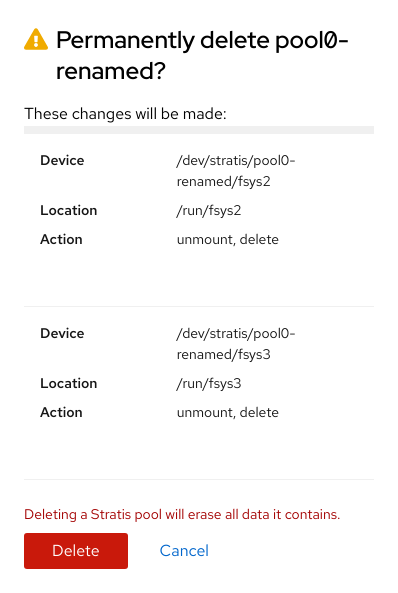 Permanently delete pool0-
renamed?
These changes will be made:
Device /dev/stratis/pool0-
renamed/fsys2
Location /run/fsys2
Action unmount, delete
Device /dev/stratis/pool0-
renamed/fsys3
Location /run/fsys3
Action unmount, delete
Deleting a Stratis pool will erase all data it contains.
Delete Cancel